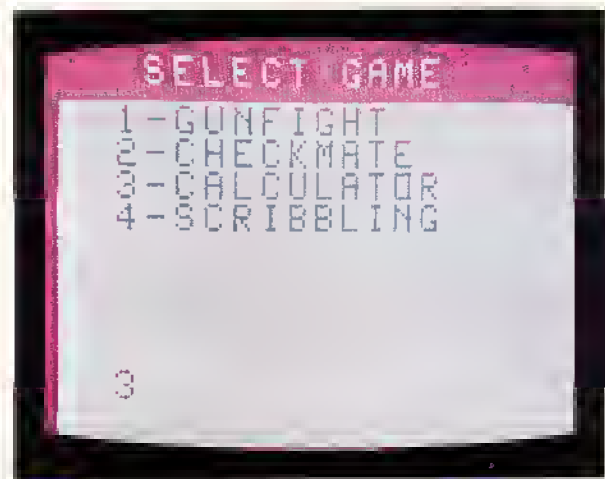 SELECT GAME
1-GUNFIGHT
2-CHECKMATE
3-CALCULATOR
4-SCRIBBLING
3